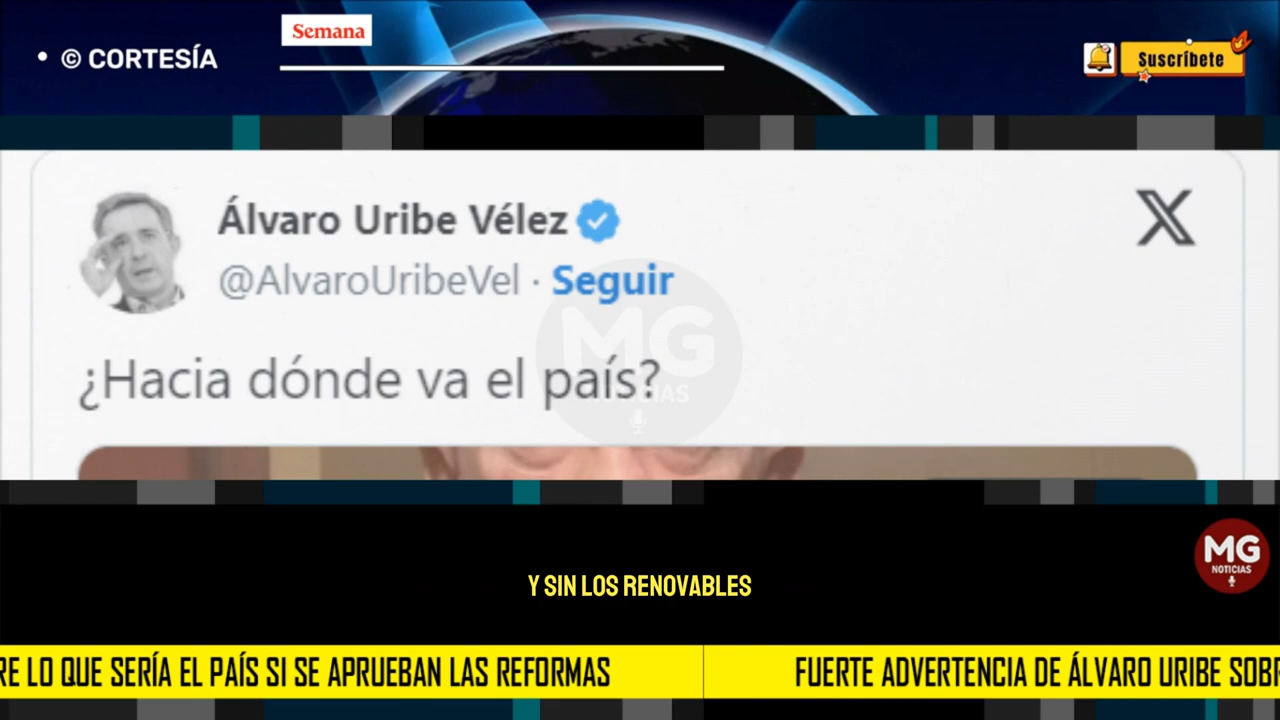 © CORTESÍA
Semana
Suscríbete
Álvaro Uribe Vélez
@AlvaroUribeVel · Seguir
¿Hacia dónde va el país?
MG
NOTICIAS
Y SIN LOS RENOVABLES
MG
NOTICIAS
RE LO QUE SERÍA EL PAÍS SI SE APRUEBAN LAS REFORMAS
FUERTE ADVERTENCIA DE ÁLVARO URIBE SOBR